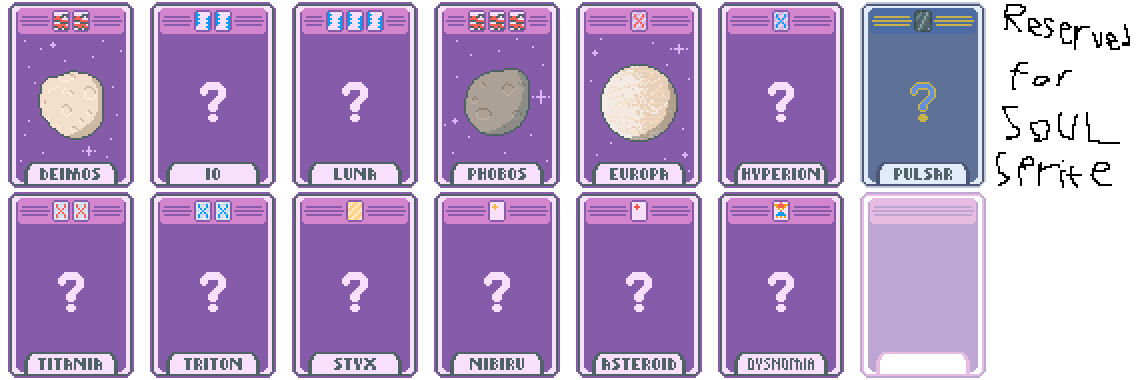 ?
?
?
?
DEIMOS
IO
LUNA
PHOBOS
EUROPA
HYPERION
PULSAR
Reserved
for
SOUL
Sprite
?
?
?
?
?
?
TITANIA
TRITON
STYX
NIBIRU
ASTEROID
DYSNOMIA